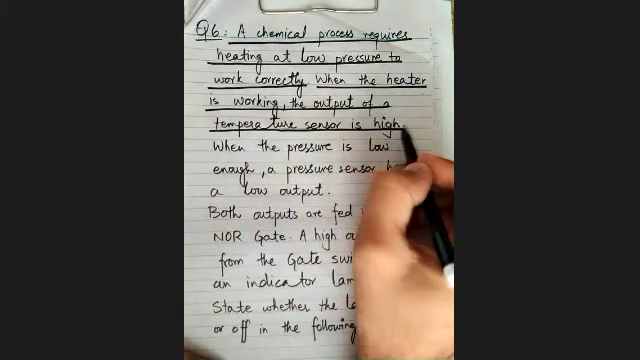 Q6: A chemical process requires
heating at low pressure to
work correctly. When the heater
is working, the output of a
temperature sensor is high.
When the pressure is low
enough, a pressure sensor
a low output.
Both outputs are fed
NOR Gate. A high
from the Gate
an indicator
State whether the
or off in the following